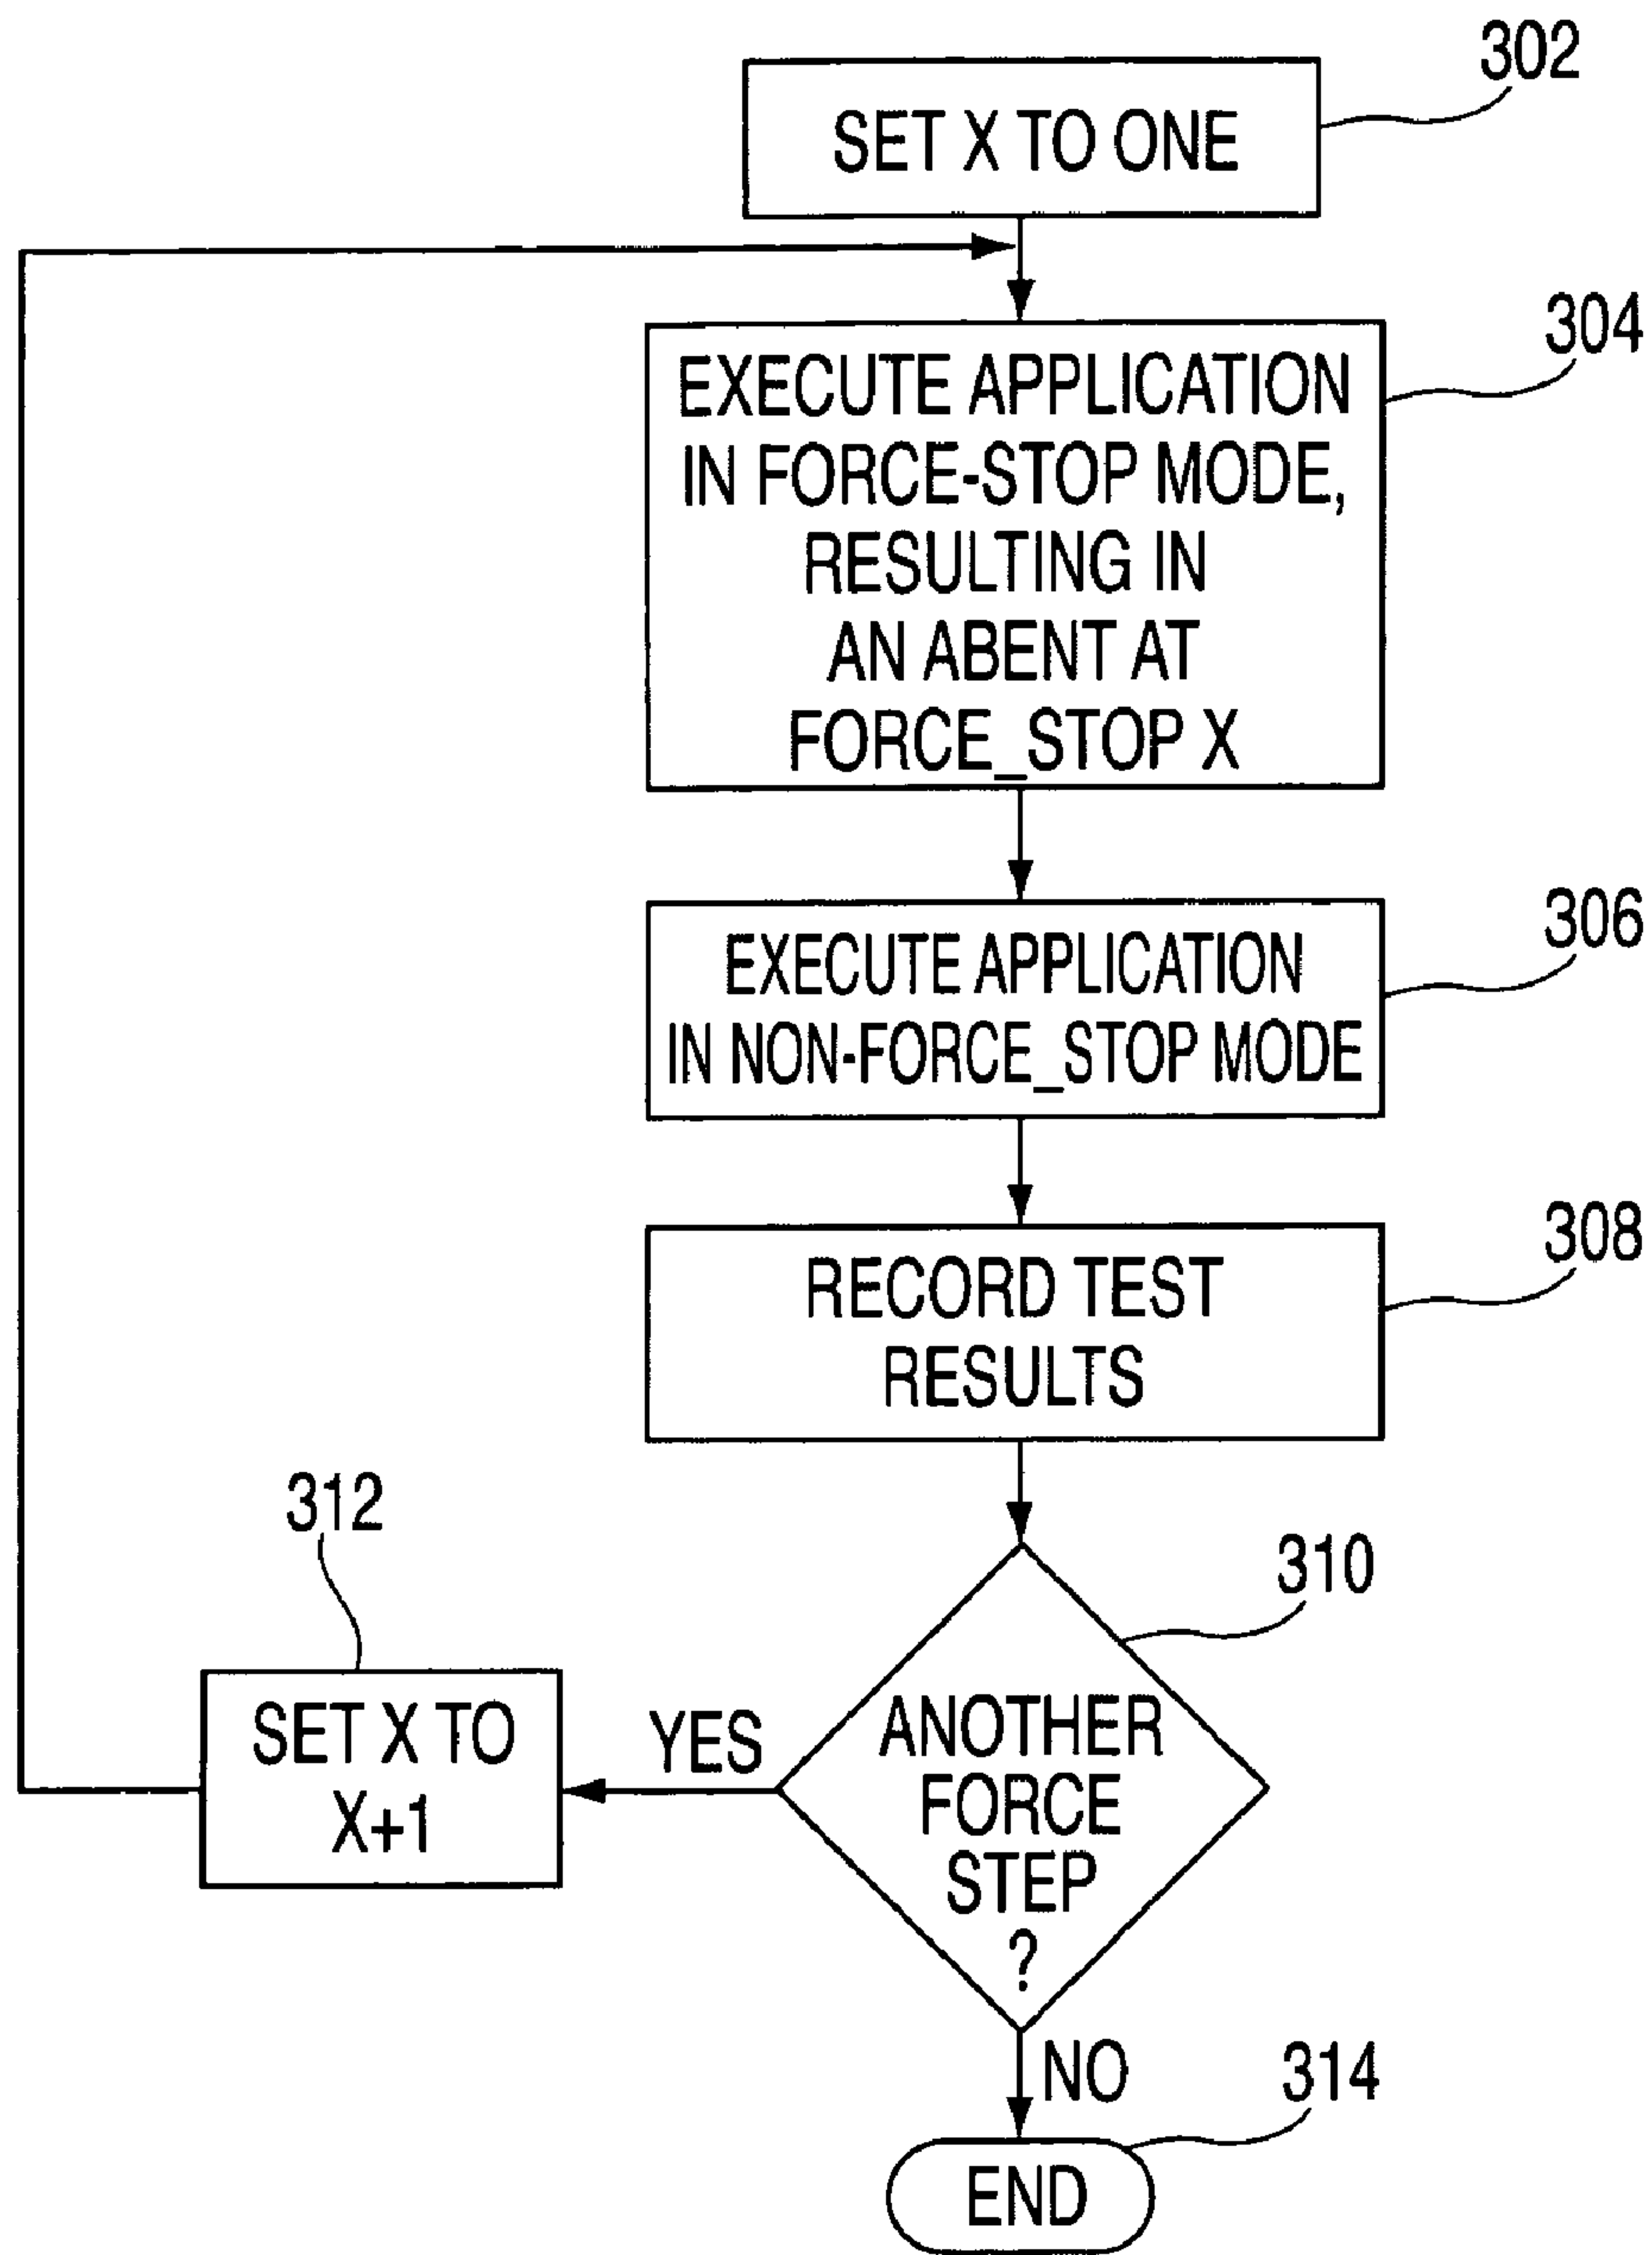 302
SET X TO ONE
304
EXECUTE APPLICATION
IN FORCE-STOP MODE,
RESULTING IN
AN ABENT AT
FORCE_STOP X
306
EXECUTE APPLICATION
IN NON-FORCE_STOP MODE
308
RECORD TEST
RESULTS
310
ANOTHER
FORCE
STEP
?
YES
312
SET X TO
X+1
NO
314
END